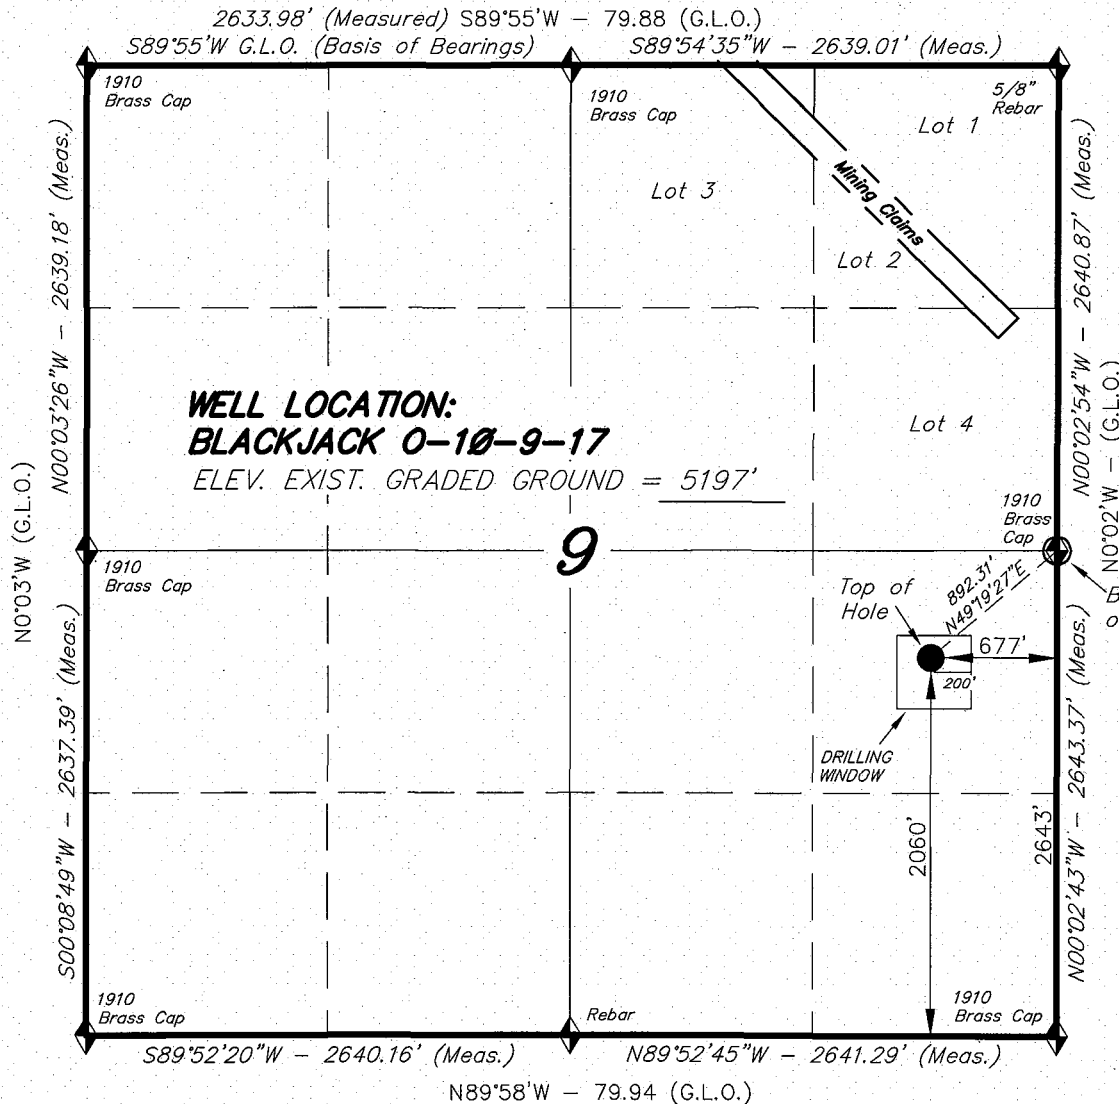 2633.98' (Measured) S89°55'W – 79.88 (G.L.O.)
S89°55'W G.L.O. (Basis of Bearings)
S89°54'35"W – 2639.01' (Meas.)
1910
Brass Cap
1910
Brass Cap
5/8"
Rebar
Lot 1
Lot 3
Mining Claims
Lot 2
N00°03'26"W – 2639.18' (Meas.)
N00°02'54"W – 2640.87' (Meas.)
WELL LOCATION:
BLACKJACK O-10-9-17
ELEV. EXIST. GRADED GROUND = 5197'
Lot 4
N0°03'W (G.L.O.)
N0°02'W (G.L.O.)
1910
Brass
Cap
9
1910
Brass Cap
Top of
Hole
892.31'
N49°19'27"E
B
o
677'
200'
DRILLING
WINDOW
S00°08'49"W – 2637.39' (Meas.)
2060'
2643'
N00°02'43"W – 2643.37' (Meas.)
1910
Brass Cap
Rebar
1910
Brass Cap
S89°52'20"W – 2640.16' (Meas.)
N89°52'45"W – 2641.29' (Meas.)
N89°58'W – 79.94 (G.L.O.)